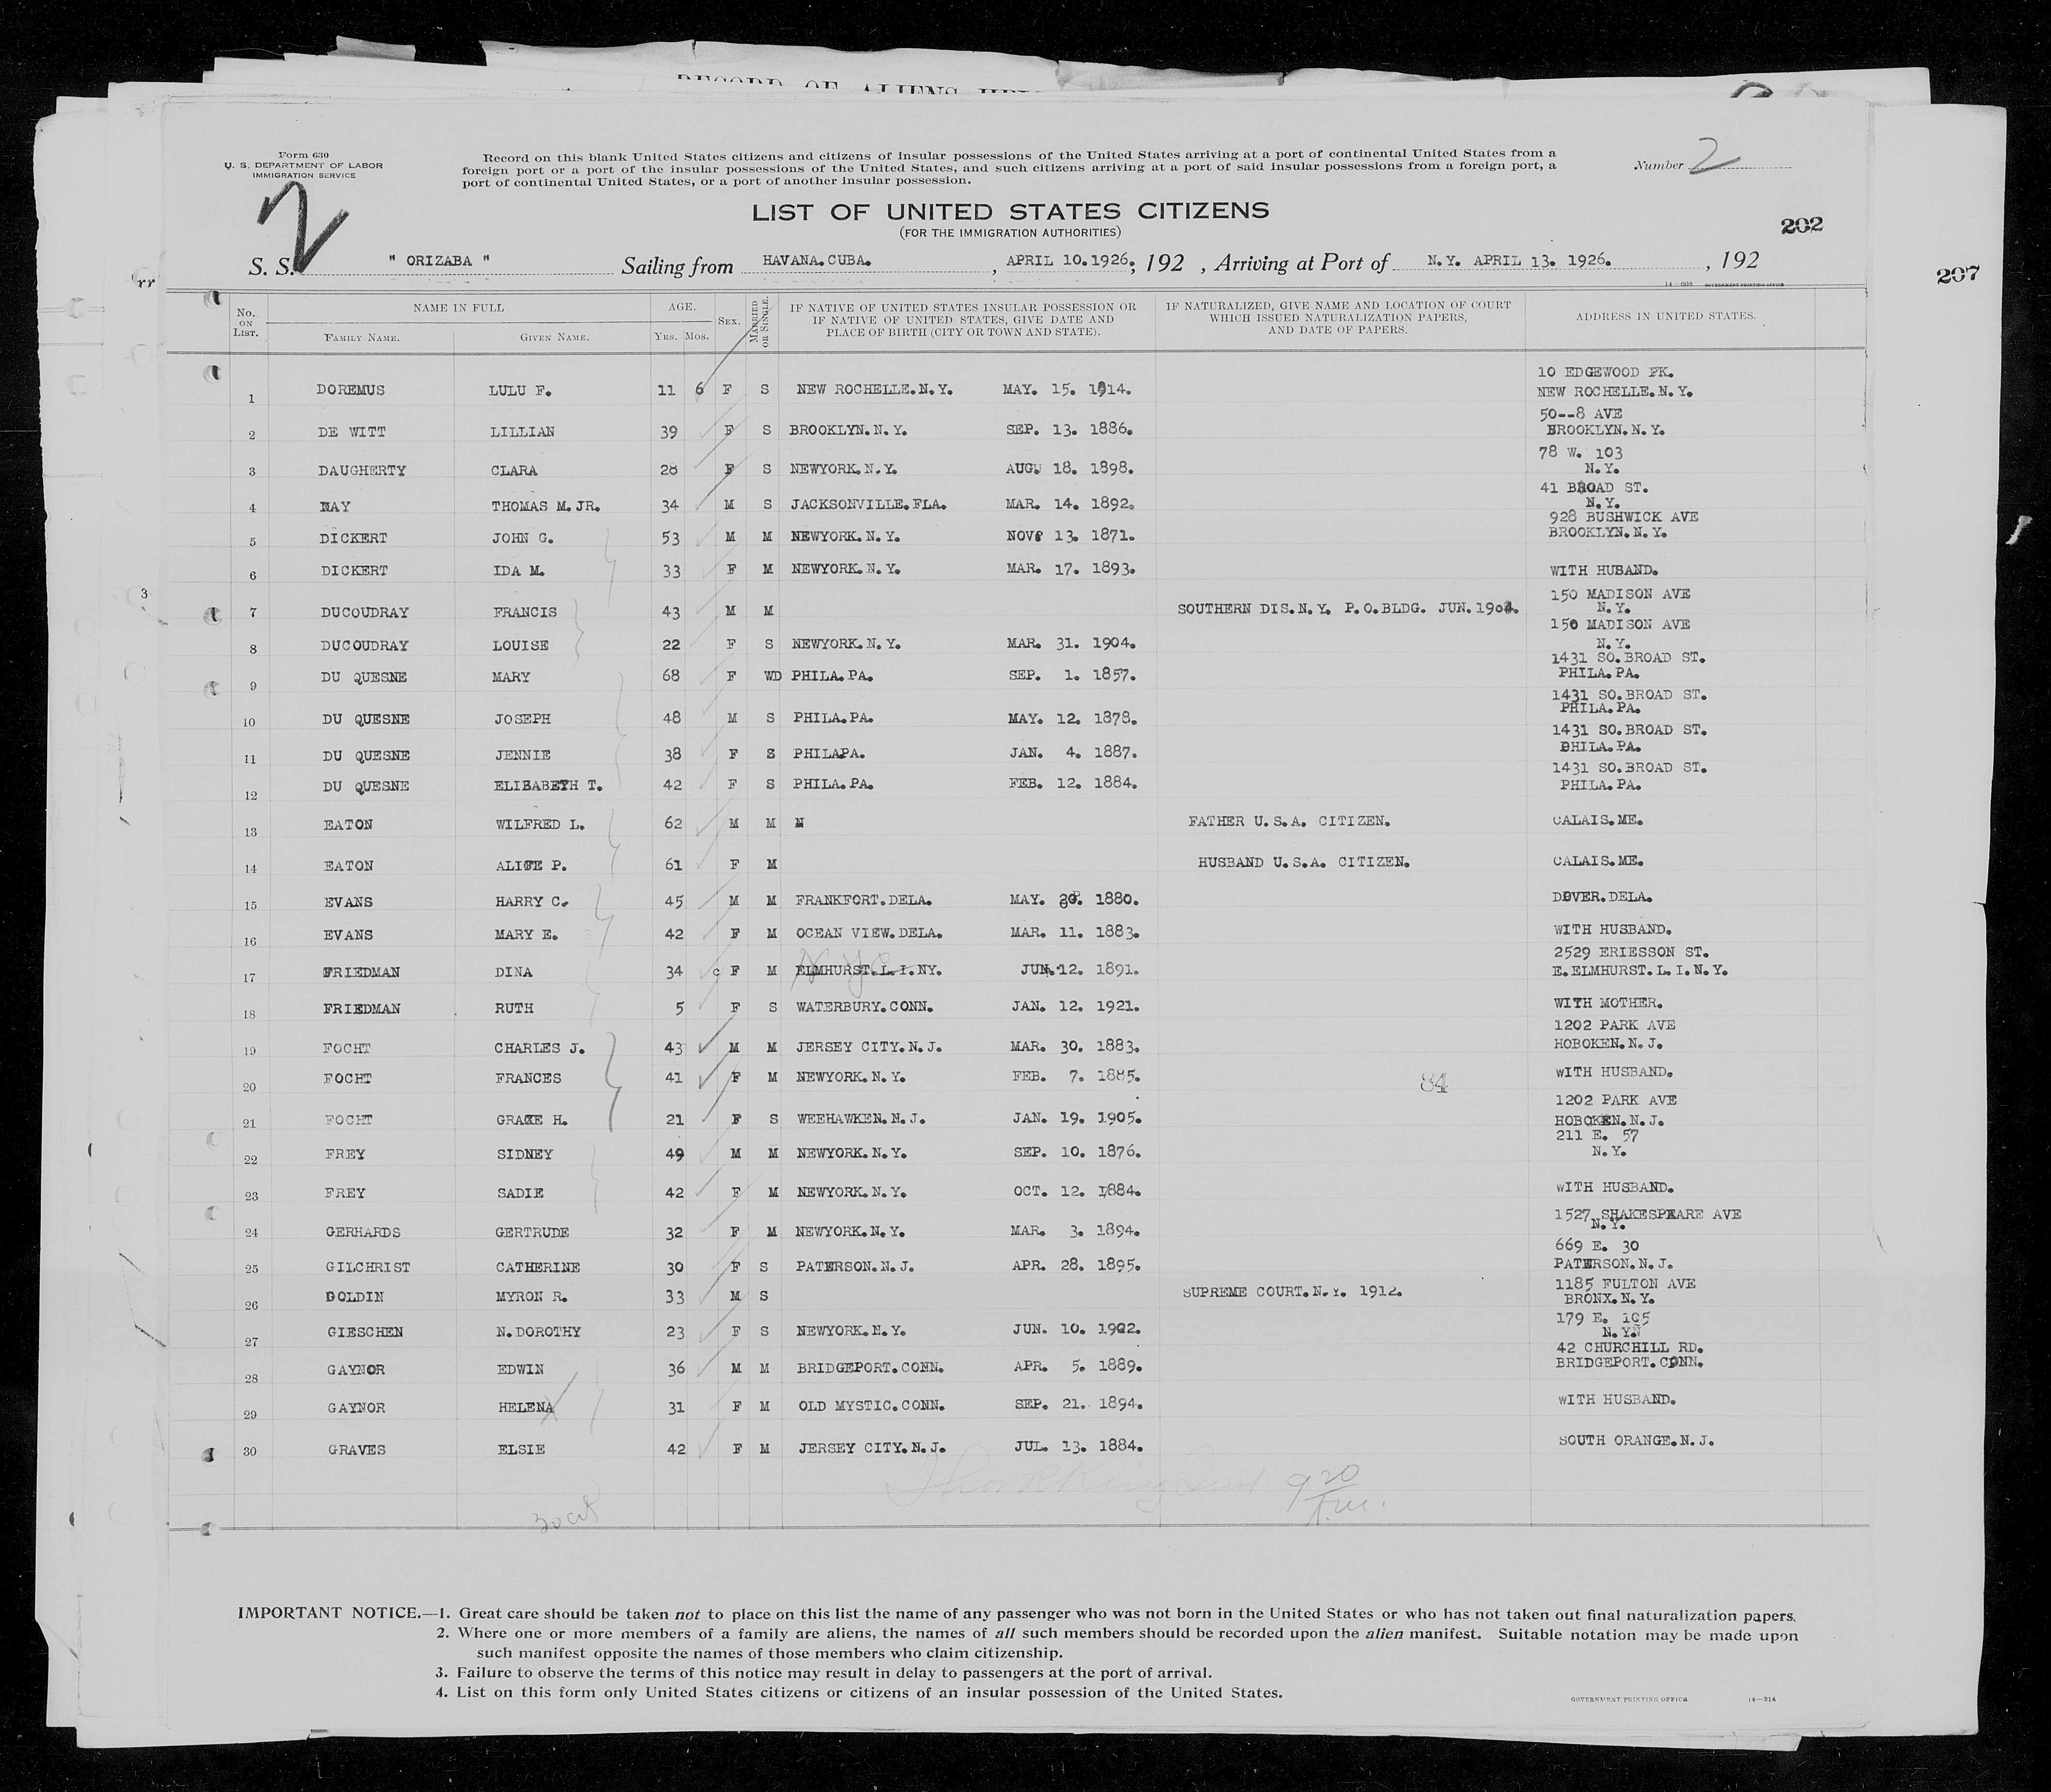 RECORD OF ALIENS
Form 630
U. S. DEPARTMENT OF LABOR
IMMIGRATION SERVICE
Record on this blank United States citizens and citizens of insular possessions of the United States arriving at a port of continental United States from a
foreign port or a port of the insular possessions of the United States, and such citizens arriving at a port of said insular possessions from a foreign port, a
port of continental United States, or a port of another insular possession.
Number 2
2
LIST OF UNITED STATES CITIZENS
(FOR THE IMMIGRATION AUTHORITIES)
202
207
rr
3
S. S. " ORIZABA " Sailing from HAVANA.CUBA. , APRIL 10.1926. , 192 , Arriving at Port of N.Y. APRIL 13. 1926. , 192
14—608 GOVERNMENT PRINTING OFFICE
No. ON LIST. NAME IN FULL FAMILY NAME. GIVEN NAME. AGE. YRS. MOS. SEX. MARRIED OR SINGLE. IF NATIVE OF UNITED STATES INSULAR POSSESSION OR IF NATIVE OF UNITED STATES, GIVE DATE AND PLACE OF BIRTH (CITY OR TOWN AND STATE). IF NATURALIZED, GIVE NAME AND LOCATION OF COURT WHICH ISSUED NATURALIZATION PAPERS, AND DATE OF PAPERS. ADDRESS IN UNITED STATES.
1 DOREMUS LULU F. 11 6 F S NEW ROCHELLE.N.Y. MAY. 15. 1914. 10 EDGEWOOD PK. NEW ROCHELLE.N.Y.
2 DE WITT LILLIAN 39 F S BROOKLYN.N.Y. SEP. 13. 1886. 50--8 AVE BROOKLYN.N.Y.
3 DAUGHERTY CLARA 28 F S NEWYORK.N.Y. AUG. 18. 1898. 78 W. 103 N.Y.
4 DAY THOMAS M.JR. 34 M S JACKSONVILLE.FLA. MAR. 14. 1892. 41 BROAD ST. N.Y.
5 DICKERT JOHN G. 53 M M NEWYORK.N.Y. NOV. 13. 1871. 928 BUSHWICK AVE BROOKLYN.N.Y.
6 DICKERT IDA M. 33 F M NEWYORK.N.Y. MAR. 17. 1893. WITH HUBAND.
7 DUCOUDRAY FRANCIS 43 M M SOUTHERN DIS.N.Y. P.O.BLDG. JUN.1904. 150 MADISON AVE N.Y.
8 DUCOUDRAY LOUISE 22 F S NEWYORK.N.Y. MAR. 31. 1904. 150 MADISON AVE N.Y.
9 DU QUESNE MARY 68 F WD PHILA.PA. SEP. 1. 1857. 1431 SO.BROAD ST. PHILA.PA.
10 DU QUESNE JOSEPH 48 M S PHILA.PA. MAY. 12. 1878. 1431 SO.BROAD ST. PHILA.PA.
11 DU QUESNE JENNIE 38 F S PHILAPA. JAN. 4. 1887. 1431 SO.BROAD ST. PHILA.PA.
12 DU QUESNE ELISABETH T. 42 F S PHILA.PA. FEB. 12. 1884. 1431 SO.BROAD ST. PHILA.PA.
13 EATON WILFRED L. 62 M M N FATHER U.S.A. CITIZEN. CALAIS.ME.
14 EATON ALICE P. 61 F M HUSBAND U.S.A. CITIZEN. CALAIS.ME.
15 EVANS HARRY C. 45 M M FRANKFORT.DELA. MAY. 1880. DOVER.DELA.
16 EVANS MARY E. 42 F M OCEAN VIEW.DELA. MAR. 11. 1883. WITH HUSBAND.
17 FRIEDMAN DINA 34 F M ELMHURST.L.I.NY. NYC JUN.12. 1891. 2529 ERIESSON ST. E.ELMHURST.L.I.N.Y.
18 FRIEDMAN RUTH 5 F S WATERBURY.CONN. JAN. 12. 1921. WITH MOTHER.
19 FOCHT CHARLES J. 43 M M JERSEY CITY.N.J. MAR. 30. 1883. 1202 PARK AVE HOBOKEN.N.J.
20 FOCHT FRANCES 41 F M NEWYORK.N.Y. FEB. 7. 1885. 84 WITH HUSBAND.
21 FOCHT GRACE H. 21 F S WEEHAWKEN.N.J. JAN. 19. 1905. 1202 PARK AVE HOBOKEN.N.J.
22 FREY SIDNEY 49 M M NEWYORK.N.Y. SEP. 10. 1876. 211 E. 57 N.Y.
23 FREY SADIE 42 F M NEWYORK.N.Y. OCT. 12. 1884. WITH HUSBAND.
24 GERHARDS GERTRUDE 32 F M NEWYORK.N.Y. MAR. 3. 1894. 1527 SHAKESPEARE AVE N.Y.
25 GILCHRIST CATHERINE 30 F S PATERSON.N.J. APR. 28. 1895. 669 E. 30 PATERSON.N.J.
26 GOLDIN MYRON R. 33 M S SUPREME COURT.N.Y. 1912. 1185 FULTON AVE BRONX.N.Y.
27 GIESCHEN N.DOROTHY 23 F S NEWYORK.N.Y. JUN. 10. 1902. 179 E. 105 N.Y.
28 GAYNOR EDWIN 36 M M BRIDGEPORT.CONN. APR. 5. 1889. 42 CHURCHILL RD. BRIDGEPORT.CONN.
29 GAYNOR HELENA 31 F M OLD MYSTIC.CONN. SEP. 21. 1894. WITH HUSBAND.
30 GRAVES ELSIE 42 F M JERSEY CITY.N.J. JUL. 13. 1884. SOUTH ORANGE.N.J.
9 20
IMPORTANT NOTICE.—1. Great care should be taken not to place on this list the name of any passenger who was not born in the United States or who has not taken out final naturalization papers.
2. Where one or more members of a family are aliens, the names of all such members should be recorded upon the alien manifest. Suitable notation may be made upon
such manifest opposite the names of those members who claim citizenship.
3. Failure to observe the terms of this notice may result in delay to passengers at the port of arrival.
4. List on this form only United States citizens or citizens of an insular possession of the United States.
GOVERNMENT PRINTING OFFICE 14—214